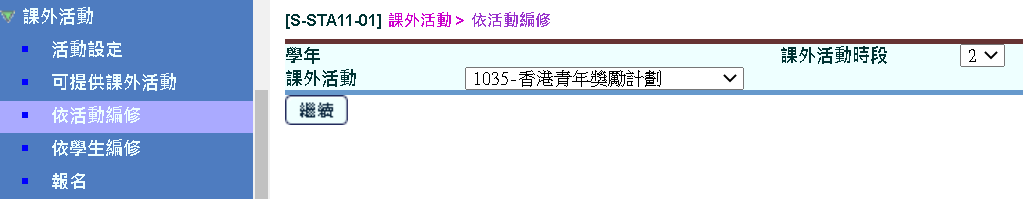 課外活動
活動設定
可提供課外活動
依活動編修
依學生編修
報名
[S-STA11-01] 課外活動 > 依活動編修
學年 課外活動時段 2
課外活動 1035-香港青年獎勵計劃
繼續